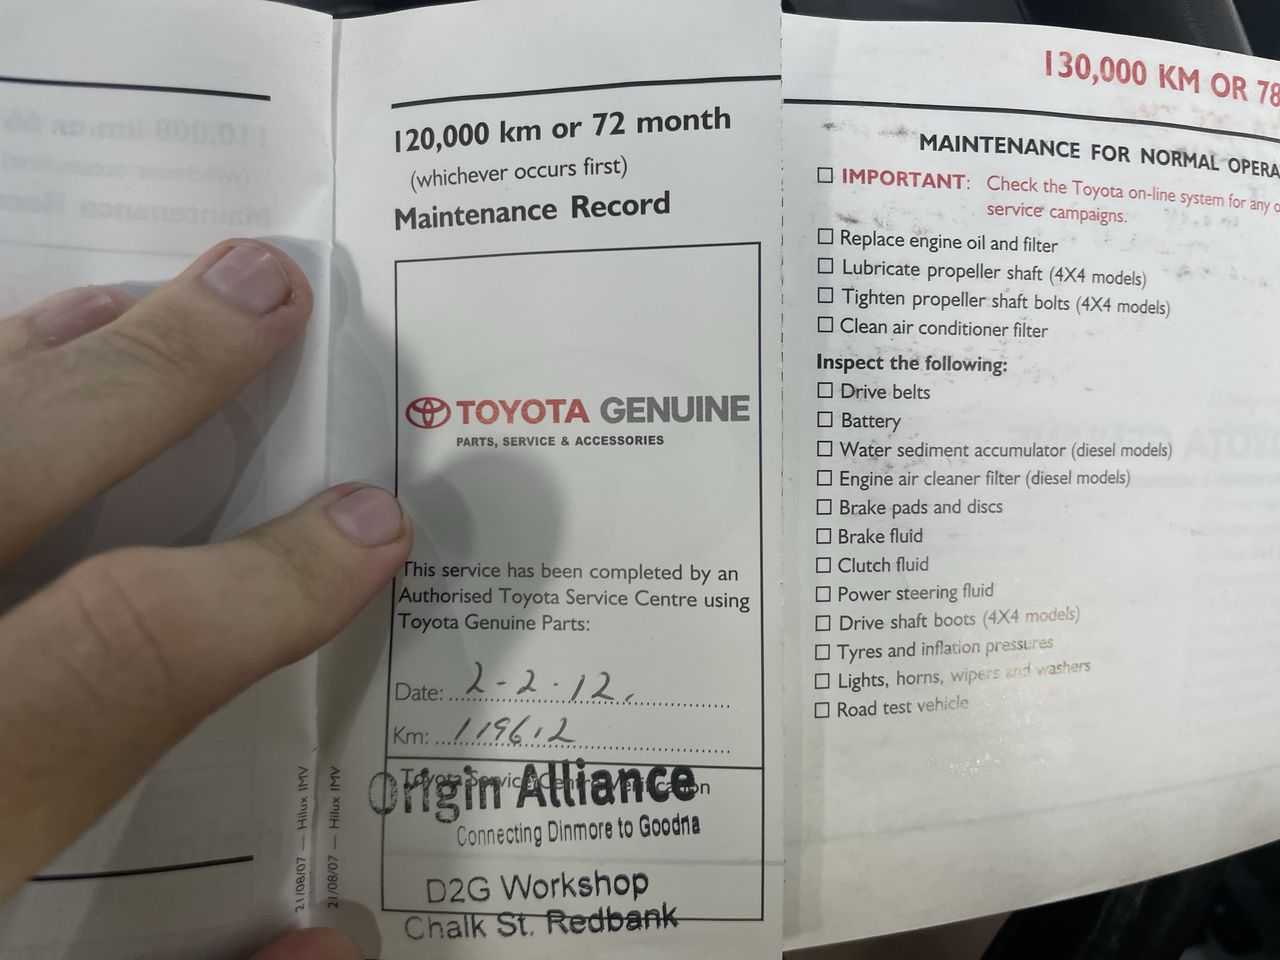 120,000 km or 72 month
(whichever occurs first)
Maintenance Record
TOYOTA GENUINE
PARTS, SERVICE & ACCESSORIES
This service has been completed by an
Authorised Toyota Service Centre using
Toyota Genuine Parts:
Date: 2-2-12.
Km: 119612
Toyota Service Centre Verification
Origin Alliance
Connecting Dinmore to Goodna
D2G Workshop
Chalk St. Redbank
21/08/07 — Hilux IMV
21/08/07 — Hilux IMV
130,000 KM OR 78
MAINTENANCE FOR NORMAL OPERA
IMPORTANT: Check the Toyota on-line system for any
service campaigns.
Replace engine oil and filter
Lubricate propeller shaft (4X4 models)
Tighten propeller shaft bolts (4X4 models)
Clean air conditioner filter
Inspect the following:
Drive belts
Battery
Water sediment accumulator (diesel models)
Engine air cleaner filter (diesel models)
Brake pads and discs
Brake fluid
Clutch fluid
Power steering fluid
Drive shaft boots (4X4 models)
Tyres and inflation pressures
Lights, horns, wipers and washers
Road test vehicle